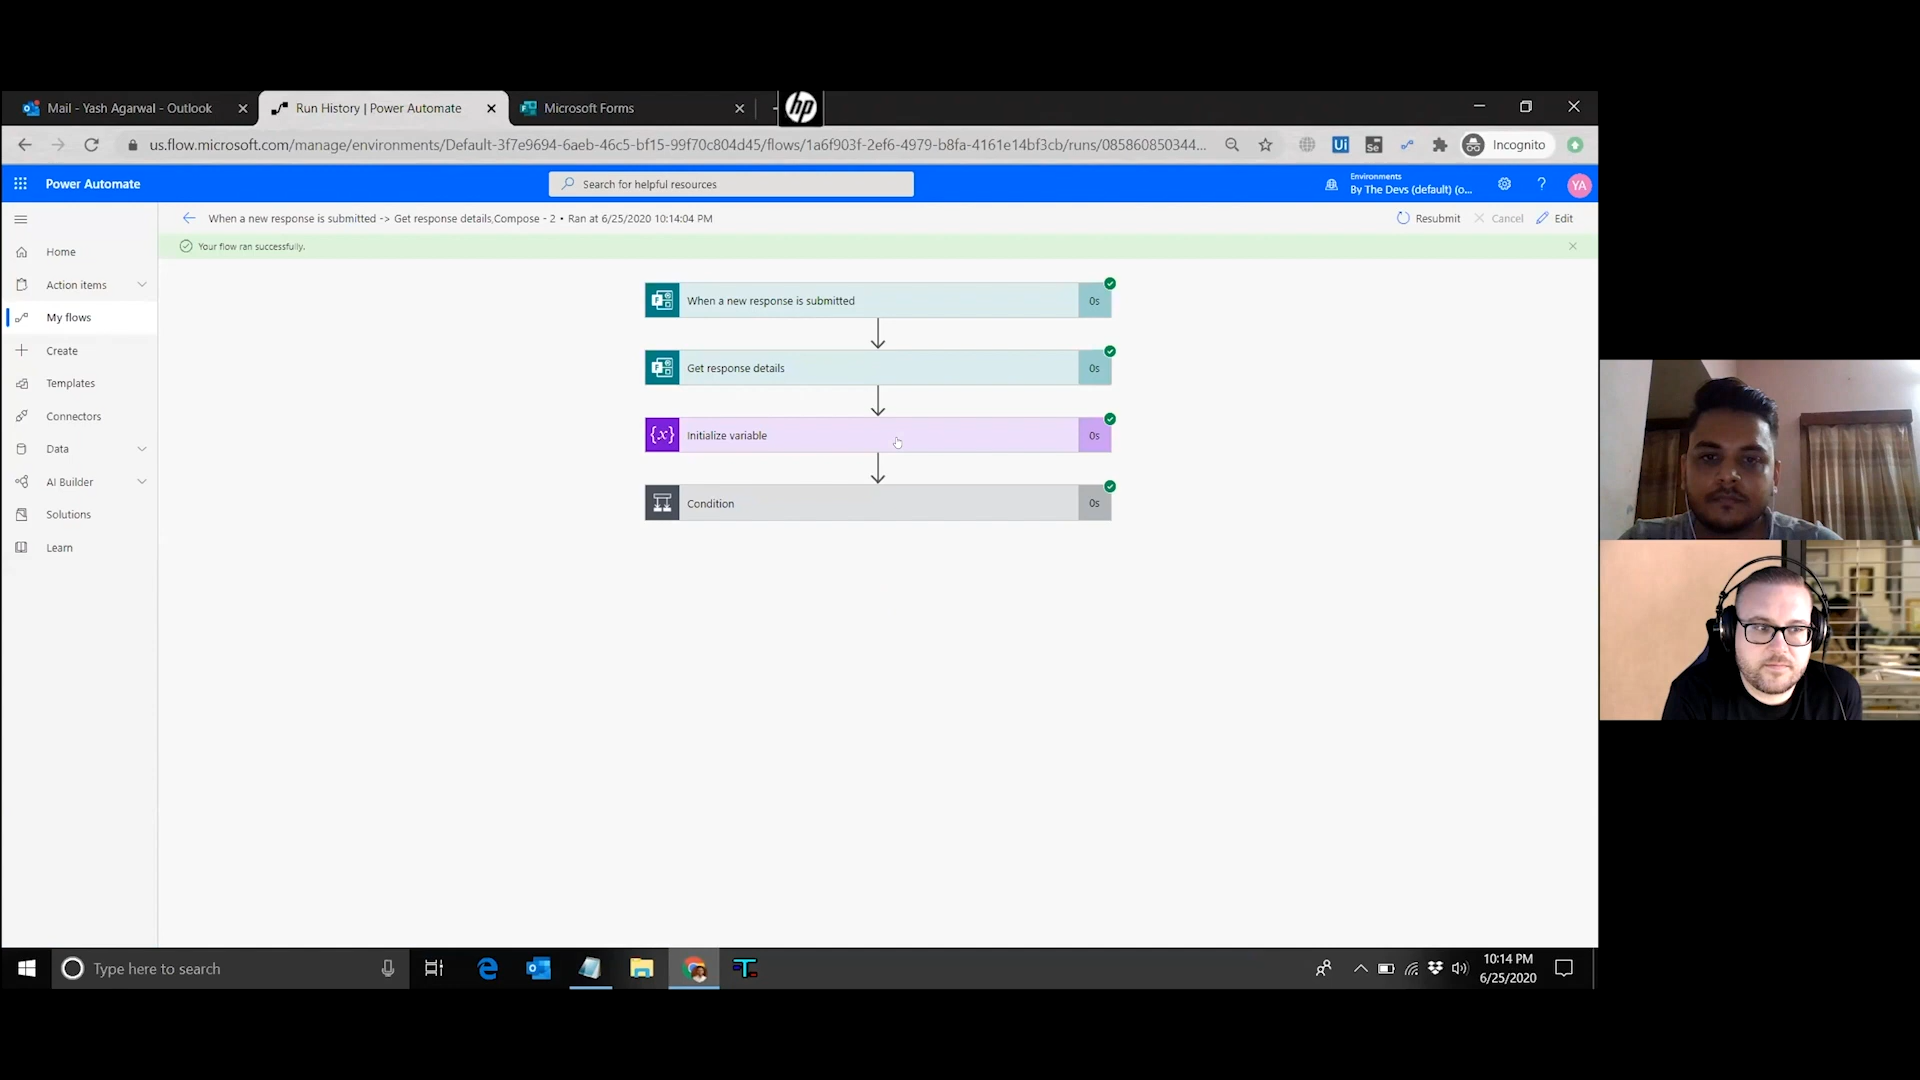 Mail - Yash Agarwal - Outlook
Run History | Power Automate
Microsoft Forms
hp
us.flow.microsoft.com/manage/environments/Default-3f7e9694-6aeb-46c5-bf15-99f70c804d45/flows/1a6f903f-2ef6-4979-b8fa-4161e14bf3cb/runs/085860850344...
Ui
Se
Incognito
Power Automate
Search for helpful resources
Environments
By The Devs (default) (o...
?
YA
When a new response is submitted -> Get response details,Compose - 2 • Ran at 6/25/2020 10:14:04 PM
Resubmit
Cancel
Edit
Your flow ran successfully.
Home
Action items
My flows
Create
Templates
Connectors
Data
AI Builder
Solutions
Learn
When a new response is submitted
0s
Get response details
0s
{x}
Initialize variable
0s
Condition
0s
Type here to search
10:14 PM
6/25/2020